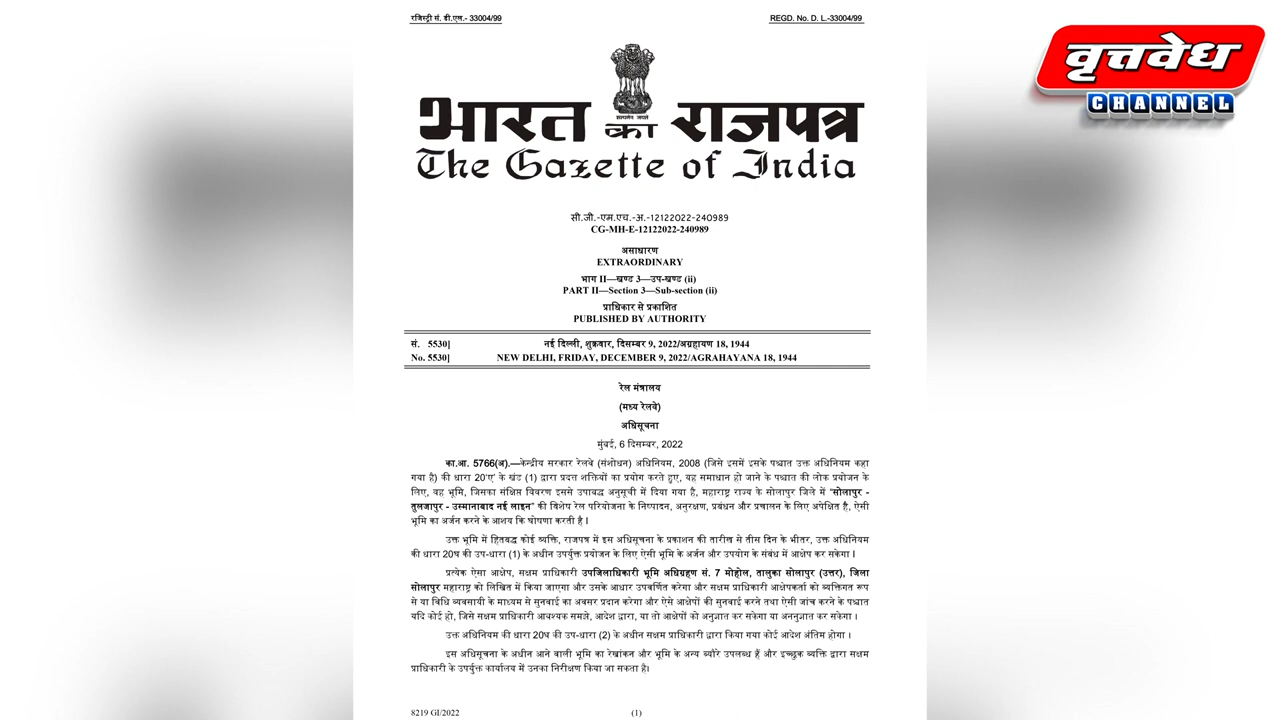 रजिस्ट्री सं. डी.एल.- 33004/99
REGD. No. D. L.-33004/99
वृत्तवेध
CHANNEL
सत्यमेव जयते
भारत का राजपत्र
The Gazette of India
सी.जी.-एम.एच.-अ.-12122022-240989
CG-MH-E-12122022-240989
असाधारण
EXTRAORDINARY
भाग II—खण्ड 3—उप-खण्ड (ii)
PART II—Section 3—Sub-section (ii)
प्राधिकार से प्रकाशित
PUBLISHED BY AUTHORITY
सं. 5530]
नई दिल्ली, शुक्रवार, दिसम्बर 9, 2022/अग्रहायण 18, 1944
No. 5530]
NEW DELHI, FRIDAY, DECEMBER 9, 2022/AGRAHAYANA 18, 1944
रेल मंत्रालय
(मध्य रेलवे)
अधिसूचना
मुंबई, 6 दिसम्बर, 2022
का.आ. 5766(अ).—केन्द्रीय सरकार रेलवे (संशोधन) अधिनियम, 2008 (जिसे इसमें इसके पश्चात उक्त अधिनियम कहा
गया है) की धारा 20'ए' के खंड (1) द्वारा प्रदत्त शक्तियों का प्रयोग करते हुए, यह समाधान हो जाने के पश्चात की लोक प्रयोजन के
लिए, यह भूमि, जिसका संक्षिप्त विवरण इससे उपाबद्ध अनुसूची में दिया गया है, महाराष्ट्र राज्य के सोलापुर जिले में "सोलापुर -
तुलजापुर - उस्मानाबाद नई लाइन" की विशेष रेल परियोजना के निष्पादन, अनुरक्षण, प्रबंधन और प्रचालन के लिए अपेक्षित है, ऐसी
भूमि का अर्जन करने के आशय कि घोषणा करती है l
उक्त भूमि में हितबद्ध कोई व्यक्ति, राजपत्र में इस अधिसूचना के प्रकाशन की तारीख से तीस दिन के भीतर, उक्त अधिनियम
की धारा 20घ की उप-धारा (1) के अधीन उपर्युक्त प्रयोजन के लिए ऐसी भूमि के अर्जन और उपयोग के संबंध में आक्षेप कर सकेगा l
प्रत्येक ऐसा आक्षेप, सक्षम प्राधिकारी उपजिलाधिकारी भूमि अधिग्रहण सं. 7 मोहोल, तालुका सोलापुर (उत्तर), जिला
सोलापुर महाराष्ट्र को लिखित में किया जाएगा और उसके आधार उपवर्णित करेगा और सक्षम प्राधिकारी आक्षेपकर्ता को व्यक्तिगत रूप
से या विधि व्यवसायी के माध्यम से सुनवाई का अवसर प्रदान करेगा और ऐसे आक्षेपों की सुनवाई करने तथा ऐसी जांच करने के पश्चात
यदि कोई हो, जिसे सक्षम प्राधिकारी आवश्यक समझे, आदेश द्वारा, या तो आक्षेपों को अनुज्ञात कर सकेगा या अननुज्ञात कर सकेगा ।
उक्त अधिनियम की धारा 20घ की उप-धारा (2) के अधीन सक्षम प्राधिकारी द्वारा किया गया कोई आदेश अंतिम होगा ।
इस अधिसूचना के अधीन आने वाली भूमि का रेखांकन और भूमि के अन्य ब्यौरे उपलब्ध हैं और इच्छुक व्यक्ति द्वारा सक्षम
प्राधिकारी के उपर्युक्त कार्यालय में उनका निरीक्षण किया जा सकता है।
8219 GI/2022
(1)